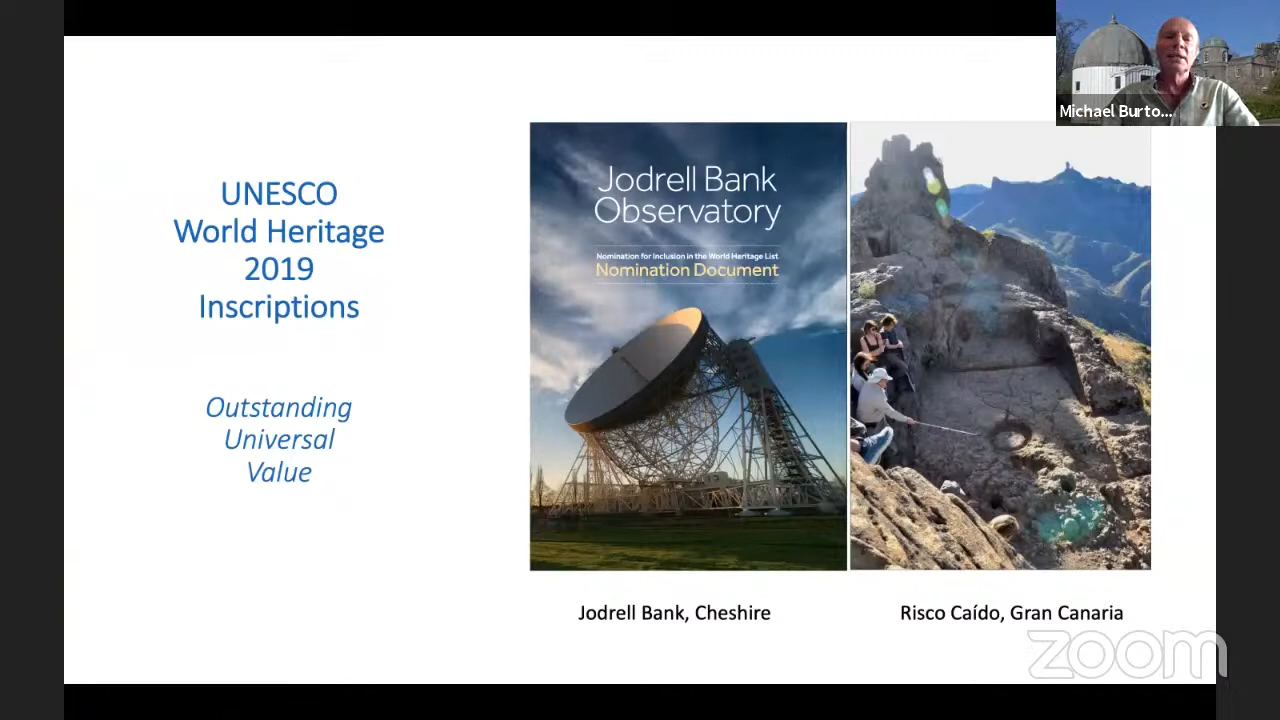 Michael Burto...
UNESCO
World Heritage
2019
Inscriptions
Outstanding
Universal
Value
Jodrell Bank
Observatory
Nomination for Inclusion in the World Heritage List
Nomination Document
Jodrell Bank, Cheshire
Risco Caído, Gran Canaria
zoom